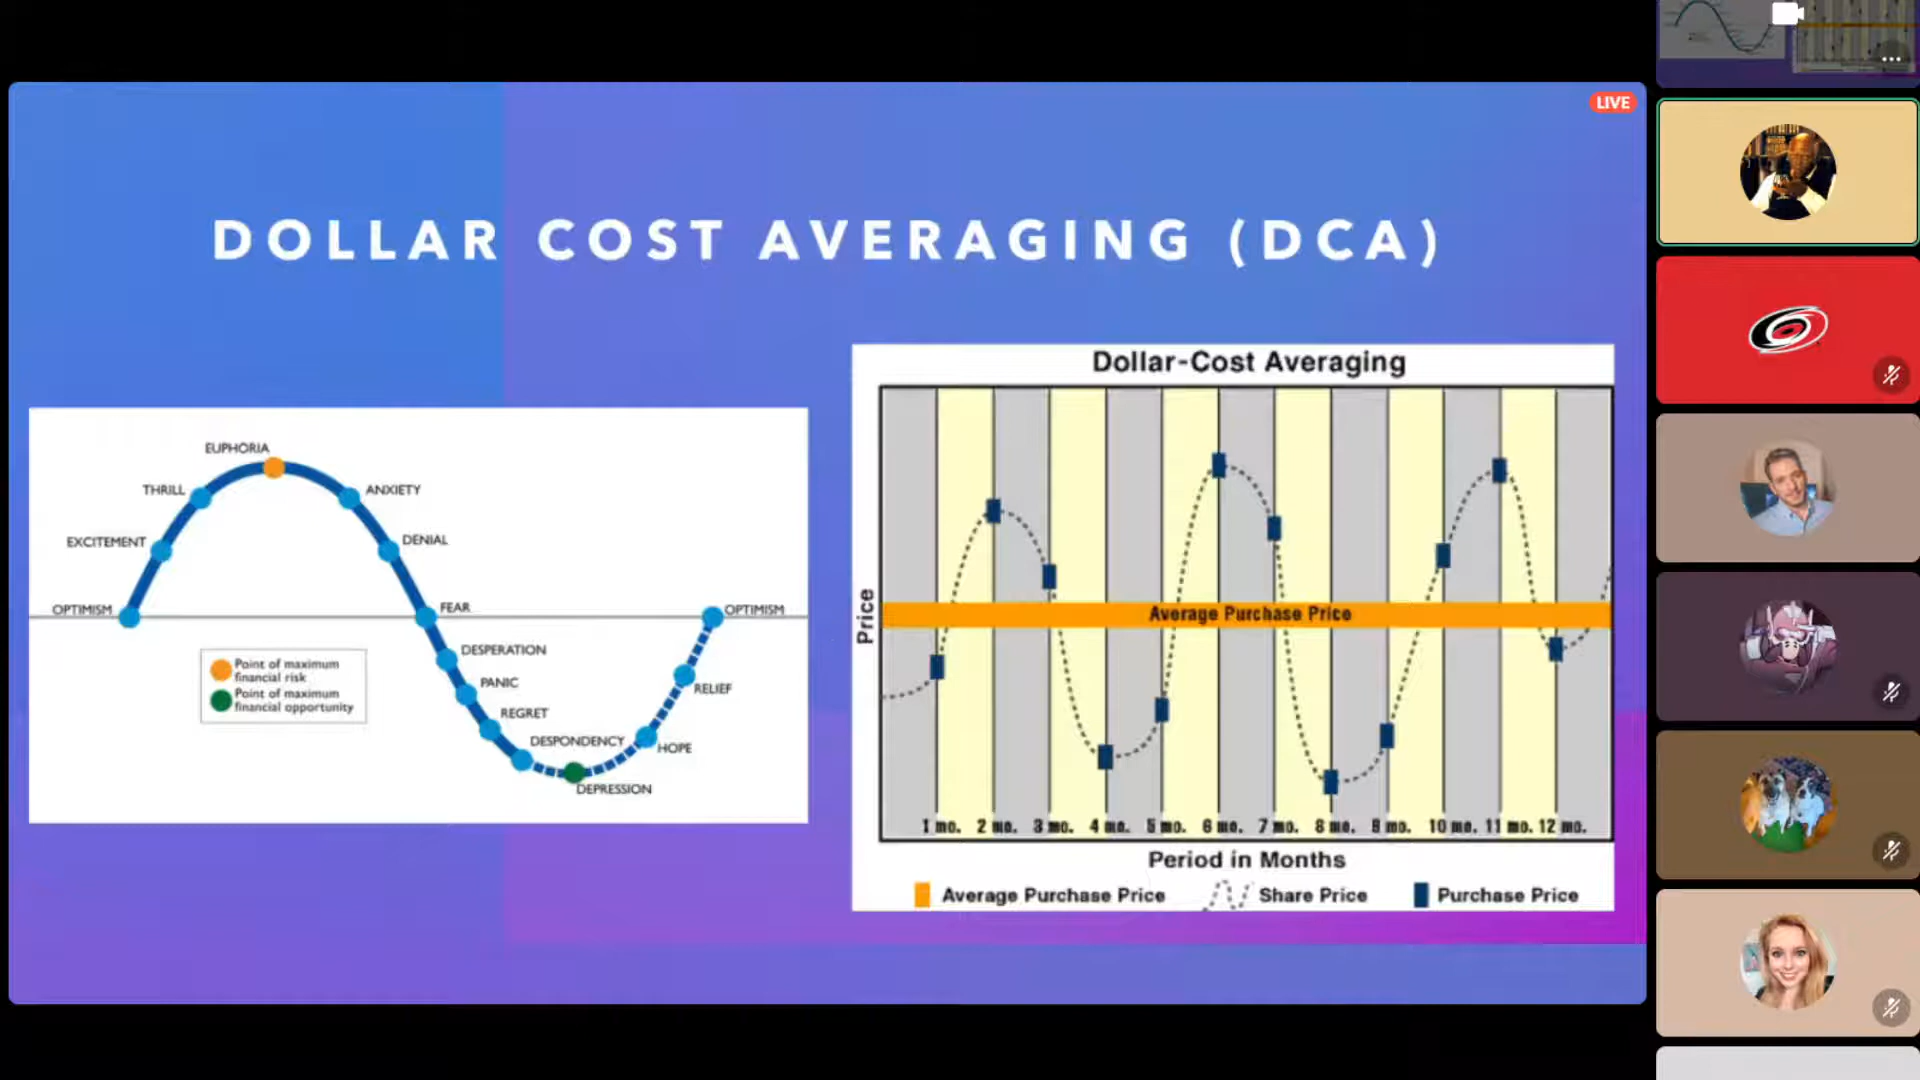 LIVE
DOLLAR COST AVERAGING (DCA)
EUPHORIA
THRILL
ANXIETY
EXCITEMENT
DENIAL
OPTIMISM
FEAR
OPTIMISM
DESPERATION
Point of maximum
financial risk
Point of maximum
financial opportunity
PANIC
RELIEF
REGRET
DESPONDENCY
HOPE
DEPRESSION
Dollar-Cost Averaging
Price
Average Purchase Price
1 mo. 2 mo. 3 mo. 4 mo. 5 mo. 6 mo. 7 mo. 8 mo. 9 mo. 10 mo. 11 mo. 12 mo.
Period in Months
Average Purchase Price Share Price Purchase Price